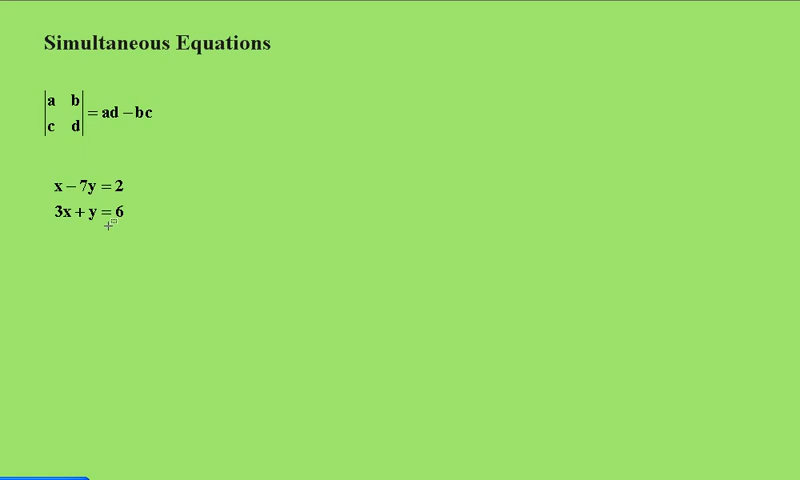 Simultaneous Equations
|a b|
|c d| = ad − bc
x − 7y = 2
3x + y = 6